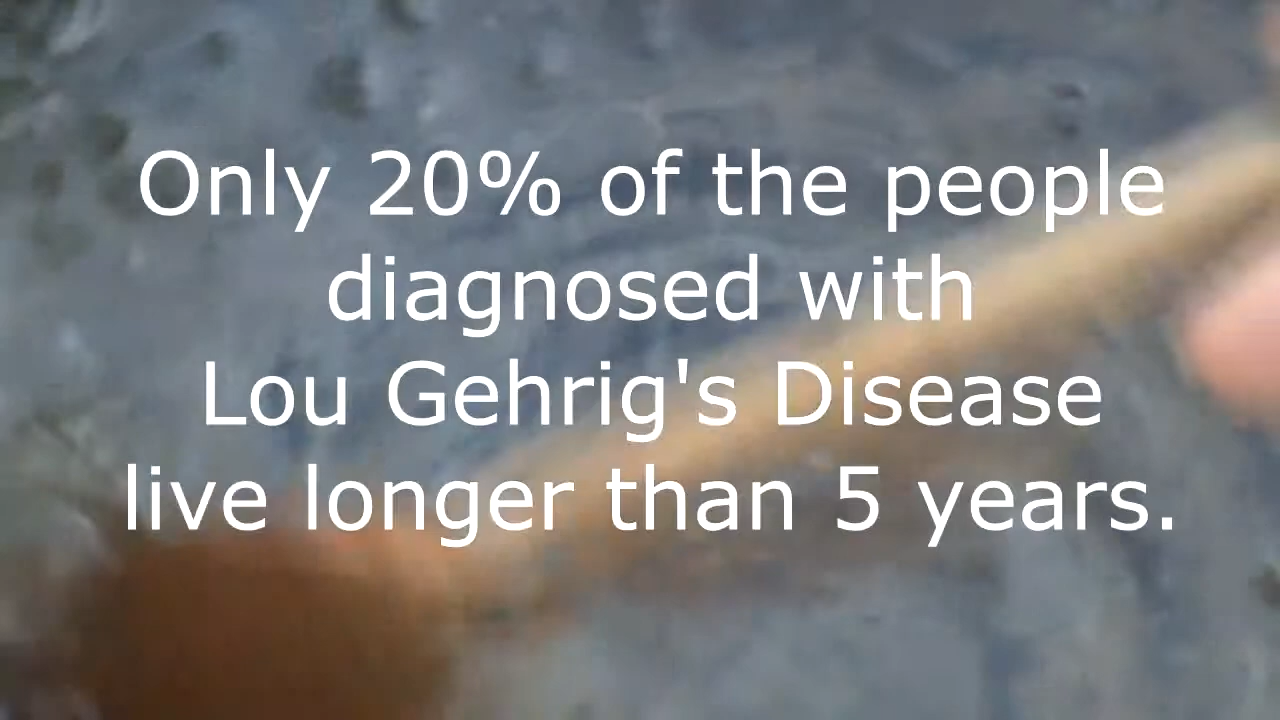 Only 20% of the people
diagnosed with
Lou Gehrig's Disease
live longer than 5 years.